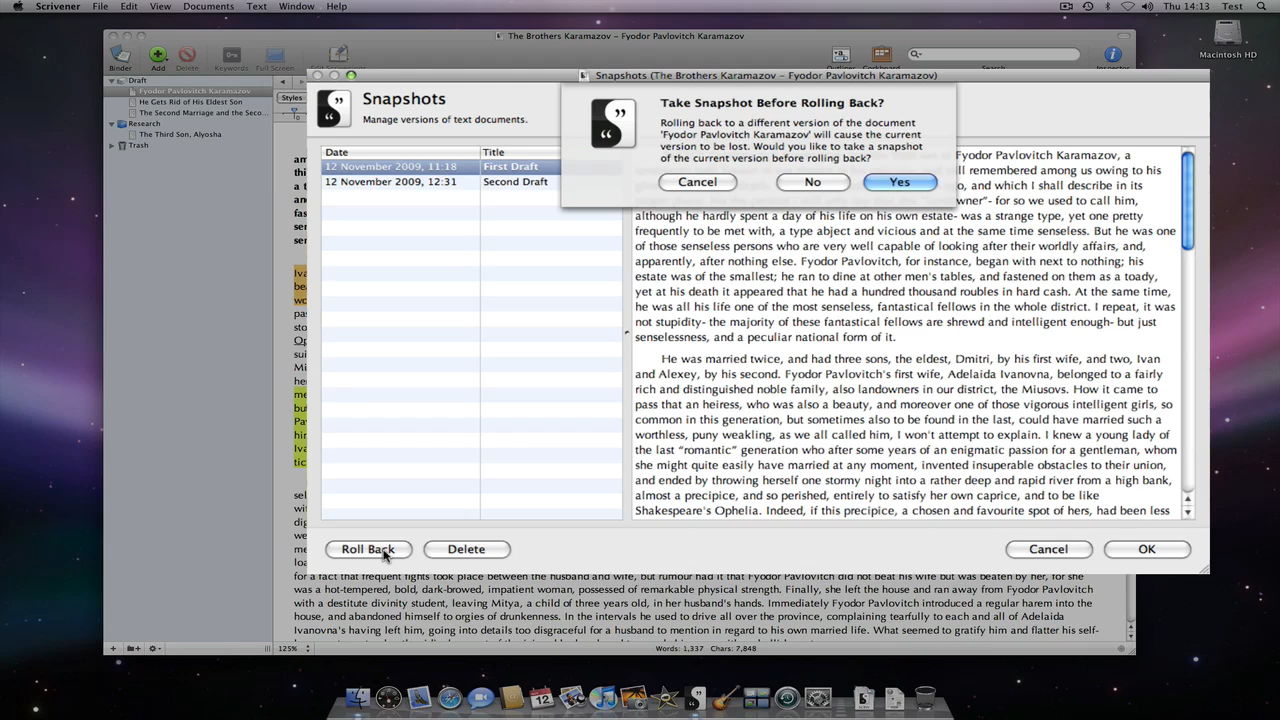 Scrivener File Edit View Documents Text Window Help
Thu 14:13 Test
Macintosh HD
The Brothers Karamazov – Fyodor Pavlovitch Karamazov
Binder Add Delete Keywords Full Screen Edit Scrivenings
Search Inspector
Draft
Fyodor Pavlovitch Karamazov
He Gets Rid of His Eldest Son
The Second Marriage and the Seco...
Research
The Third Son, Alyosha
Trash
Styles
Snapshots (The Brothers Karamazov – Fyodor Pavlovitch Karamazov)
Snapshots
Manage versions of text documents.
Take Snapshot Before Rolling Back?
Rolling back to a different version of the document
'Fyodor Pavlovitch Karamazov' will cause the current
version to be lost. Would you like to take a snapshot
of the current version before rolling back?
Cancel No Yes
Date Title
12 November 2009, 11:18 First Draft
12 November 2009, 12:31 Second Draft
Fyodor Pavlovitch Karamazov, a
still remembered among us owing to his
ago, and which I shall describe in its
owner"- for so we used to call him,
although he hardly spent a day of his life on his own estate- was a strange type, yet one pretty
frequently to be met with, a type abject and vicious and at the same time senseless. But he was one
of those senseless persons who are very well capable of looking after their worldly affairs, and,
apparently, after nothing else. Fyodor Pavlovitch, for instance, began with next to nothing; his
estate was of the smallest; he ran to dine at other men's tables, and fastened on them as a toady,
yet at his death it appeared that he had a hundred thousand roubles in hard cash. At the same time,
he was all his life one of the most senseless, fantastical fellows in the whole district. I repeat, it was
not stupidity- the majority of these fantastical fellows are shrewd and intelligent enough- but just
senselessness, and a peculiar national form of it.
He was married twice, and had three sons, the eldest, Dmitri, by his first wife, and two, Ivan
and Alexey, by his second. Fyodor Pavlovitch's first wife, Adelaida Ivanovna, belonged to a fairly
rich and distinguished noble family, also landowners in our district, the Miusovs. How it came to
pass that an heiress, who was also a beauty, and moreover one of those vigorous intelligent girls, so
common in this generation, but sometimes also to be found in the last, could have married such a
worthless, puny weakling, as we all called him, I won't attempt to explain. I knew a young lady of
the last "romantic" generation who after some years of an enigmatic passion for a gentleman, whom
she might quite easily have married at any moment, invented insuperable obstacles to their union,
and ended by throwing herself one stormy night into a rather deep and rapid river from a high bank,
almost a precipice, and so perished, entirely to satisfy her own caprice, and to be like
Shakespeare's Ophelia. Indeed, if this precipice, a chosen and favourite spot of hers, had been less
Roll Back Delete Cancel OK
for a fact that frequent fights took place between the husband and wife, but rumour had it that Fyodor Pavlovitch did not beat his wife but was beaten by her, for she
was a hot-tempered, bold, dark-browed, impatient woman, possessed of remarkable physical strength. Finally, she left the house and ran away from Fyodor Pavlovitch
with a destitute divinity student, leaving Mitya, a child of three years old, in her husband's hands. Immediately Fyodor Pavlovitch introduced a regular harem into the
house, and abandoned himself to orgies of drunkenness. In the intervals he used to drive all over the province, complaining tearfully to each and all of Adelaida
Ivanovna's having left him, going into details too disgraceful for a husband to mention in regard to his own married life. What seemed to gratify him and flatter his self-
125% Words: 1,337 Chars: 7,848